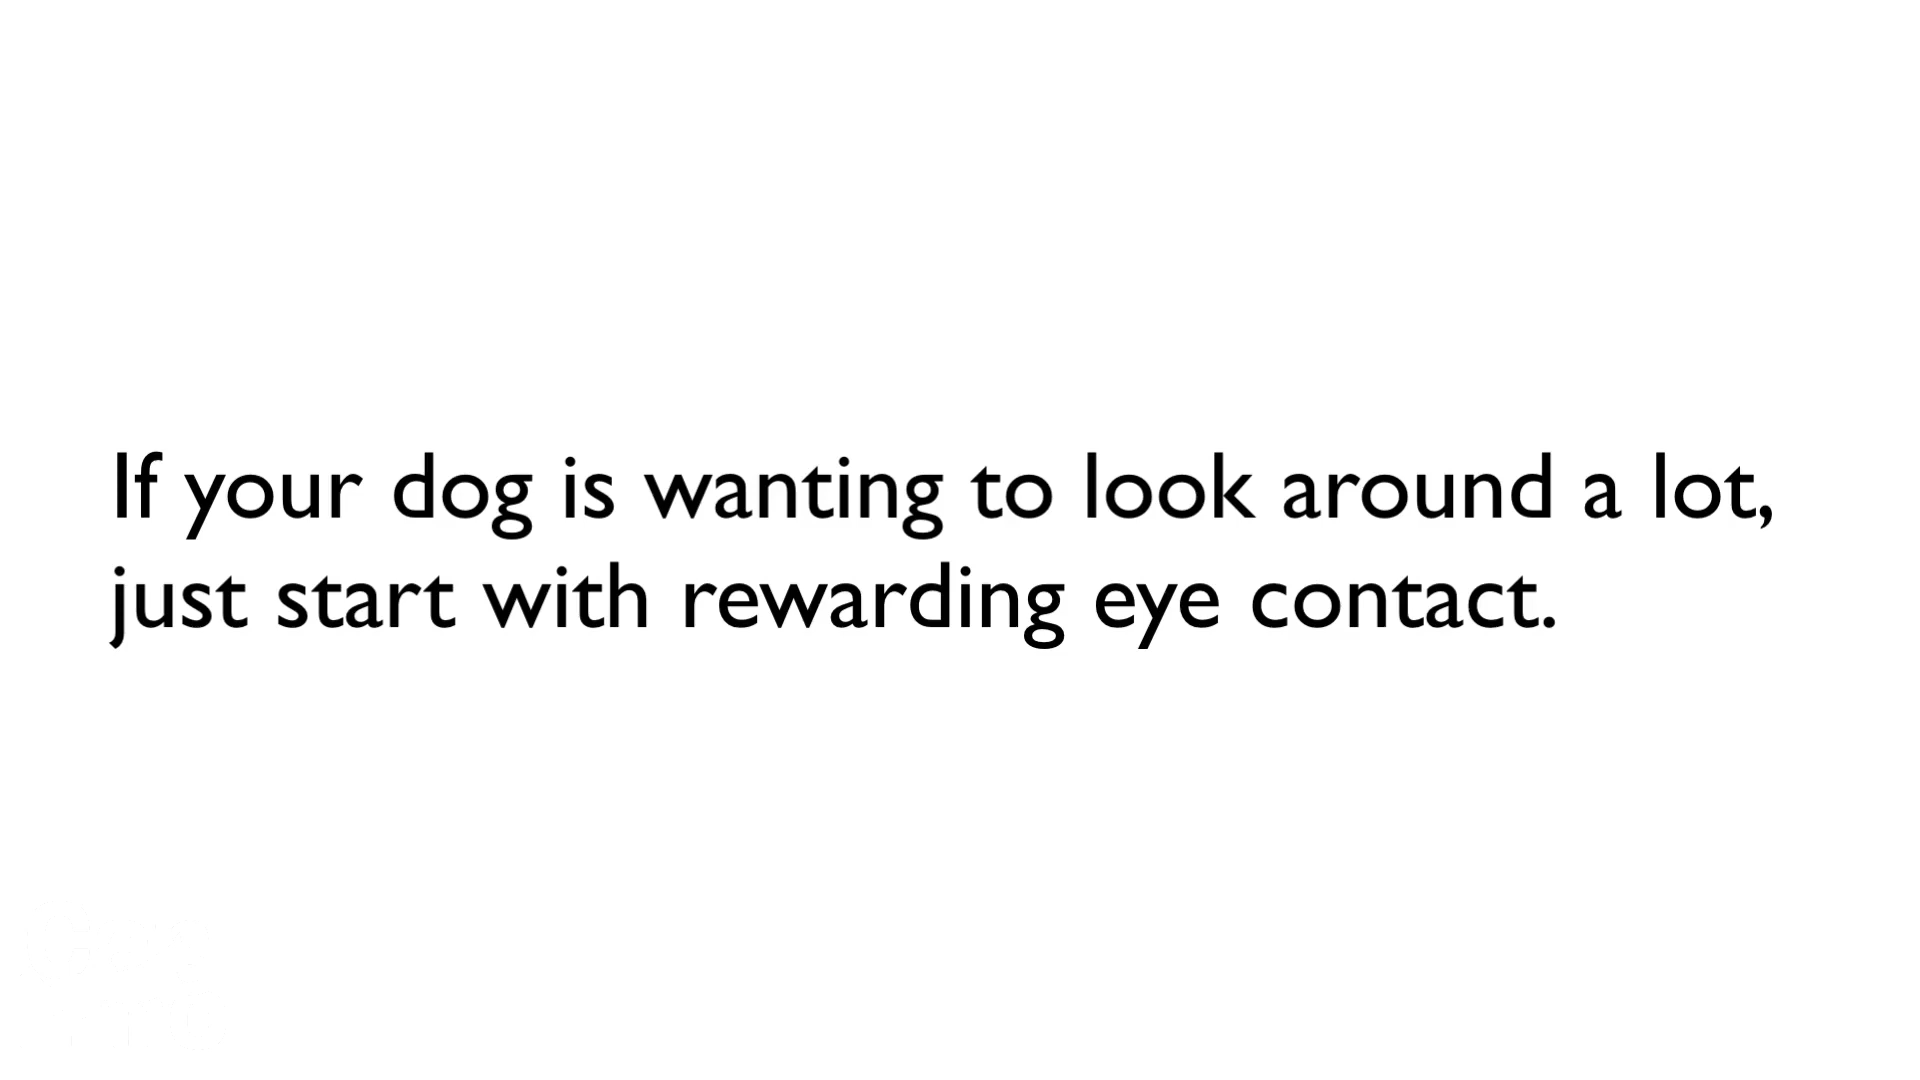 If your dog is wanting to look around a lot,
just start with rewarding eye contact.